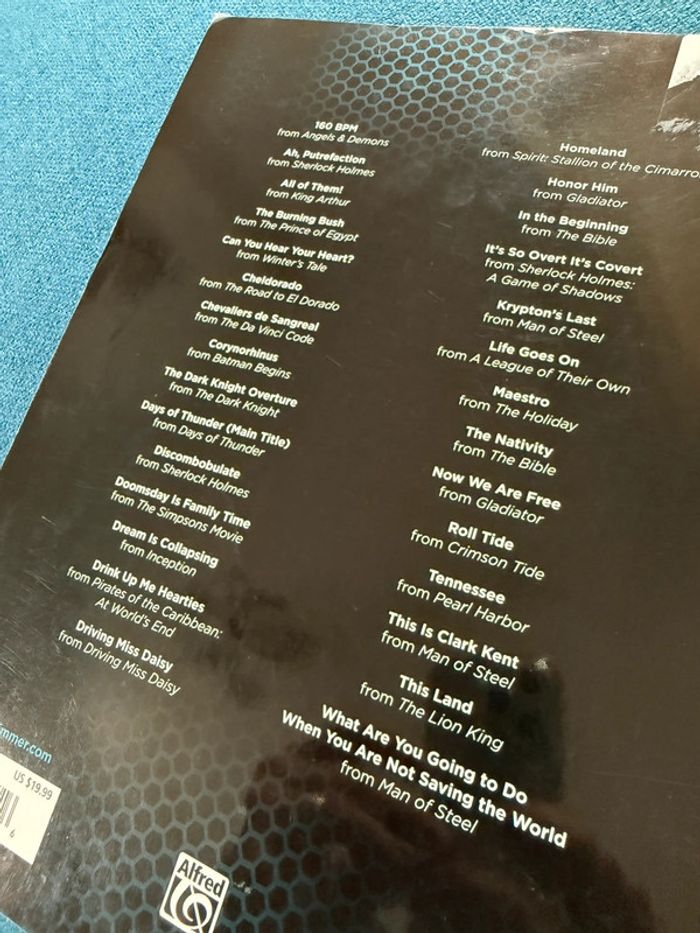 160 BPM
from Angels & Demons
Ah, Putrefaction
from Sherlock Holmes
All of Them!
from King Arthur
The Burning Bush
from The Prince of Egypt
Can You Hear Your Heart?
from Winter's Tale
Cheldorado
from The Road to El Dorado
Chevaliers de Sangreal
from The Da Vinci Code
Corynorhinus
from Batman Begins
The Dark Knight Overture
from The Dark Knight
Days of Thunder (Main Title)
from Days of Thunder
Discombobulate
from Sherlock Holmes
Doomsday Is Family Time
from The Simpsons Movie
Dream Is Collapsing
from Inception
Drink Up Me Hearties
from Pirates of the Caribbean:
At World's End
Driving Miss Daisy
from Driving Miss Daisy
Homeland
from Spirit: Stallion of the Cimarro
Honor Him
from Gladiator
In the Beginning
from The Bible
It's So Overt It's Covert
from Sherlock Holmes:
A Game of Shadows
Krypton's Last
from Man of Steel
Life Goes On
from A League of Their Own
Maestro
from The Holiday
The Nativity
from The Bible
Now We Are Free
from Gladiator
Roll Tide
from Crimson Tide
Tennessee
from Pearl Harbor
This Is Clark Kent
from Man of Steel
This Land
from The Lion King
What Are You Going to Do
When You Are Not Saving the World
from Man of Steel
mmer.com
US $19.99
6
Alfred